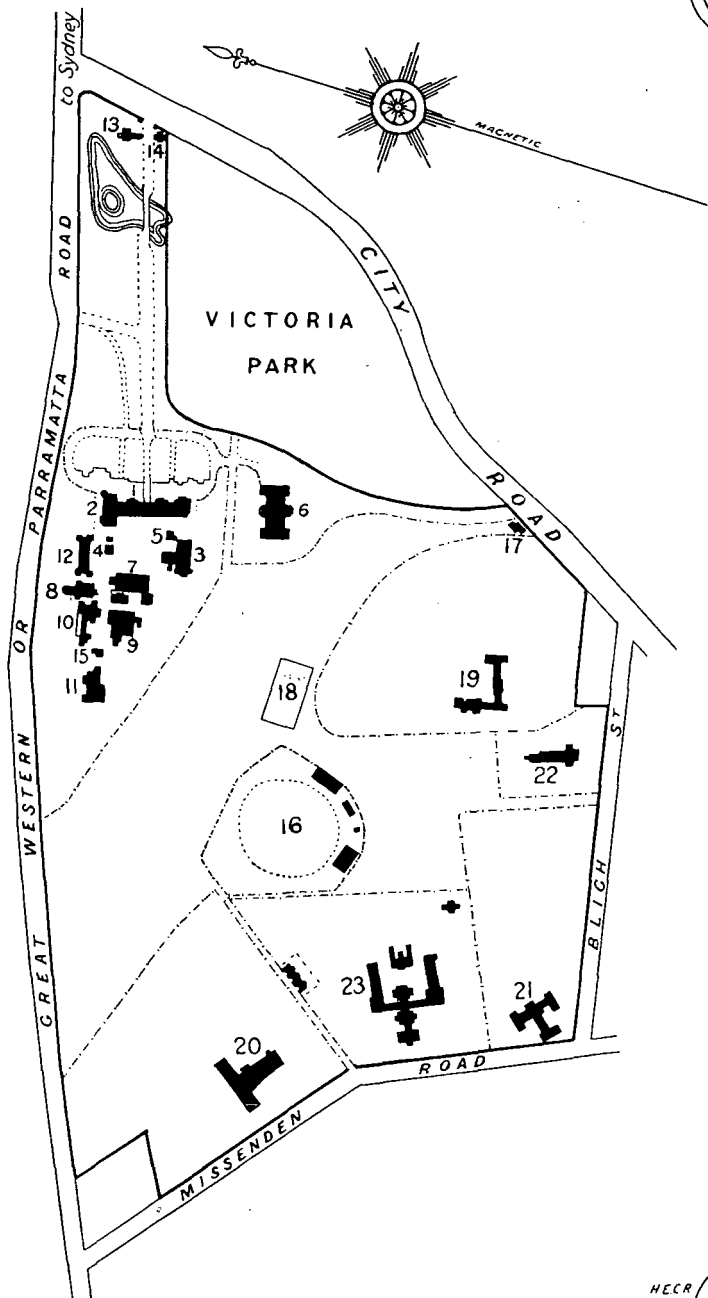 to Sydney
MAGNETIC
13
14
ROAD
CITY
VICTORIA
PARK
PARRAMATTA
ROAD
2
6
5
17
12
4
3
7
8
10
9
OR
15
11
18
19
ST
22
WESTERN
16
BLIGH
GREAT
23
21
20
ROAD
MISSENDEN
HECR